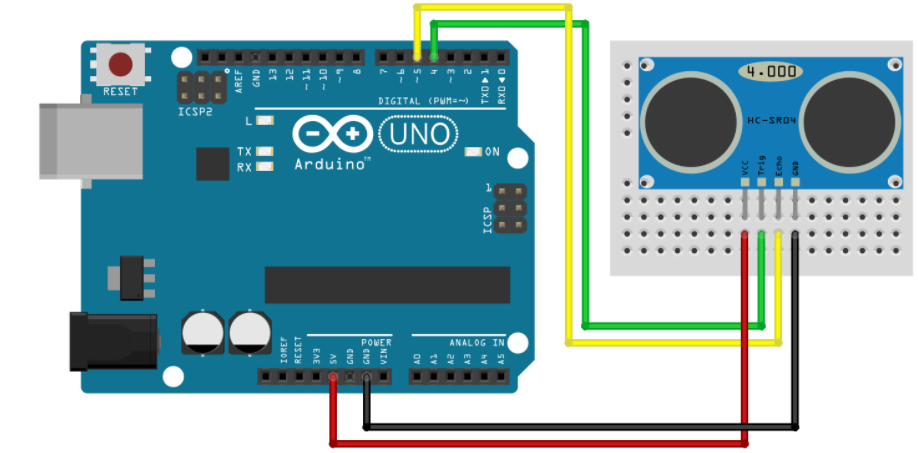 RESET
ICSP2
AREF
GND
13
12
~11
~10
~9
8
7
~6
~5
4
~3
2
TXD▶1
RXD◀0
DIGITAL (PWM=~)
L
TX
RX
UNO
Arduino™
ON
1
ICSP
4.000
HC-SR04
VCC
Trig
Echo
GND
POWER
ANALOG IN
IOREF
RESET
3V3
5V
GND
GND
VIN
A0
A1
A2
A3
A4
A5